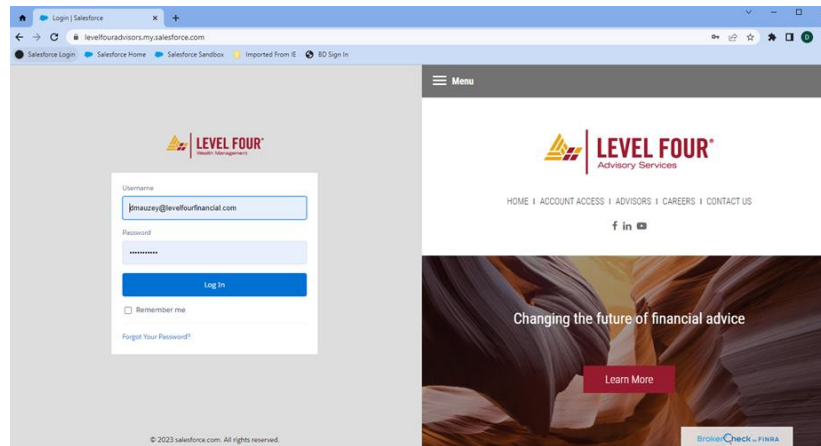 Login | Salesforce
levelfouradvisors.my.salesforce.com
Salesforce Login Salesforce Home Salesforce Sandbox Imported From IE BD Sign In
LEVEL FOUR
Wealth Management
Username
dmauzey@levelfourfinancial.com
Password
Log In
Remember me
Forgot Your Password?
© 2023 salesforce.com. All rights reserved.
Menu
LEVEL FOUR®
Advisory Services
HOME | ACCOUNT ACCESS | ADVISORS | CAREERS | CONTACT US
f in
Changing the future of financial advice
Learn More
BrokerCheck by FINRA
D